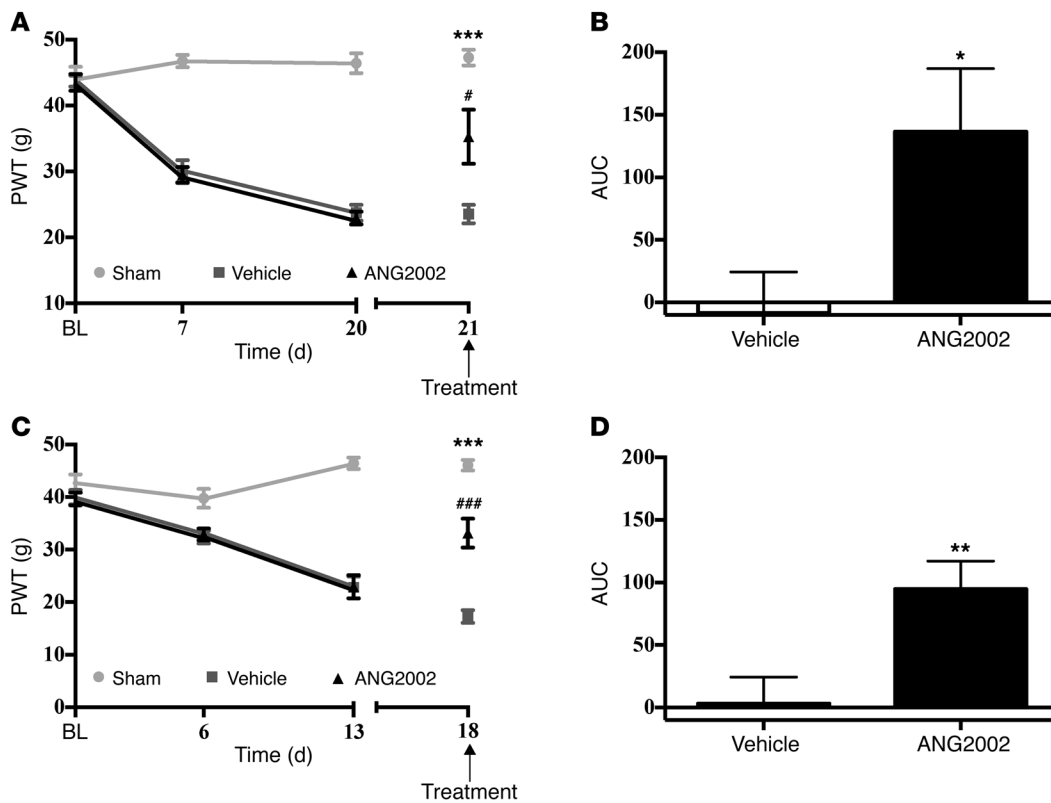 A
PWT (g)
50
40
30
20
10
***
#
Sham Vehicle ANG2002
BL 7 20 21
Time (d)
Treatment
B
AUC
200
150
100
50
0
*
Vehicle ANG2002
C
PWT (g)
50
40
30
20
10
0
***
###
Sham Vehicle ANG2002
BL 6 13 18
Time (d)
Treatment
D
AUC
200
150
100
50
0
**
Vehicle ANG2002